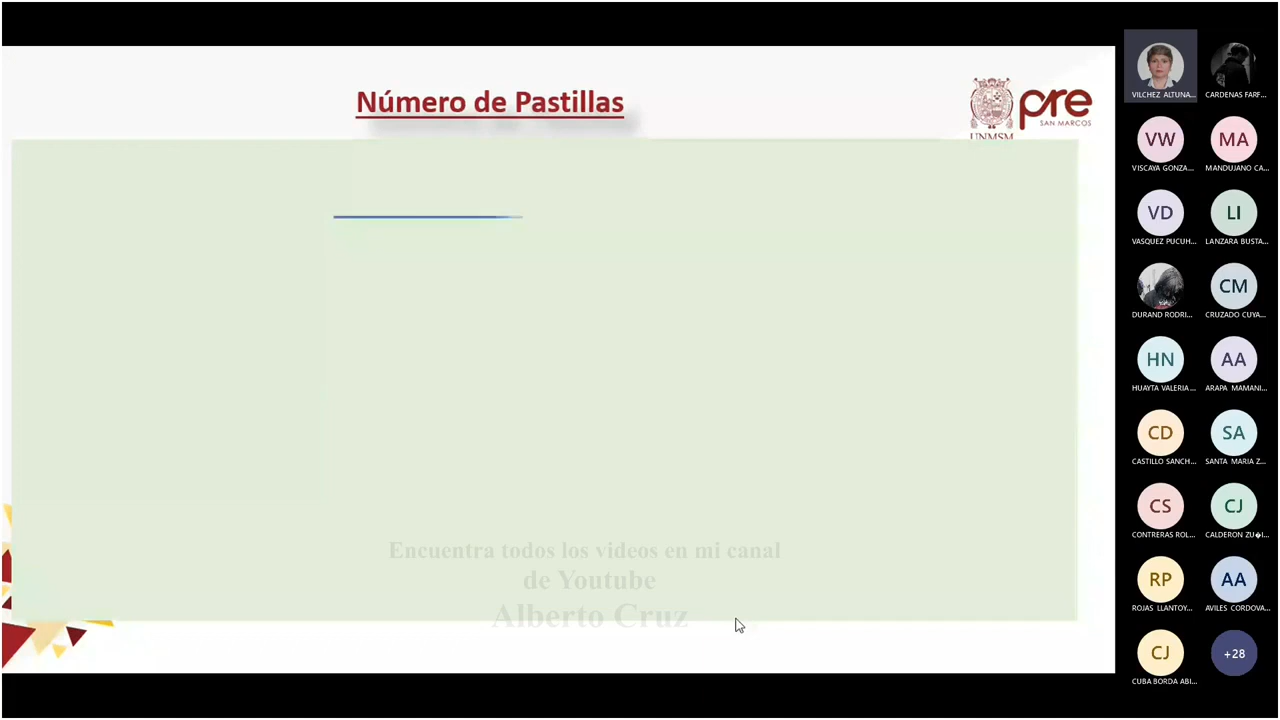 Número de Pastillas
UNMSM
pre
SAN MARCOS
Encuentra todos los videos en mi canal
de Youtube
Alberto Cruz
VILCHEZ ALTUNA...
CARDENAS FARF...
VW
MA
VISCAYA GONZA...
MANDUJANO CA...
VD
LI
VASQUEZ PUCUH...
LANZARA BUSTA...
CM
DURAND RODRI...
CRUZADO CUYA...
HN
AA
HUAYTA VALERIA...
ARAPA MAMANI...
CD
SA
CASTILLO SANCH...
SANTA MARIA Z...
CS
CJ
CONTRERAS ROL...
CALDERON ZU�I...
RP
AA
ROJAS LLANTOY...
AVILES CORDOVA...
CJ
+28
CUBA BORDA ABI...